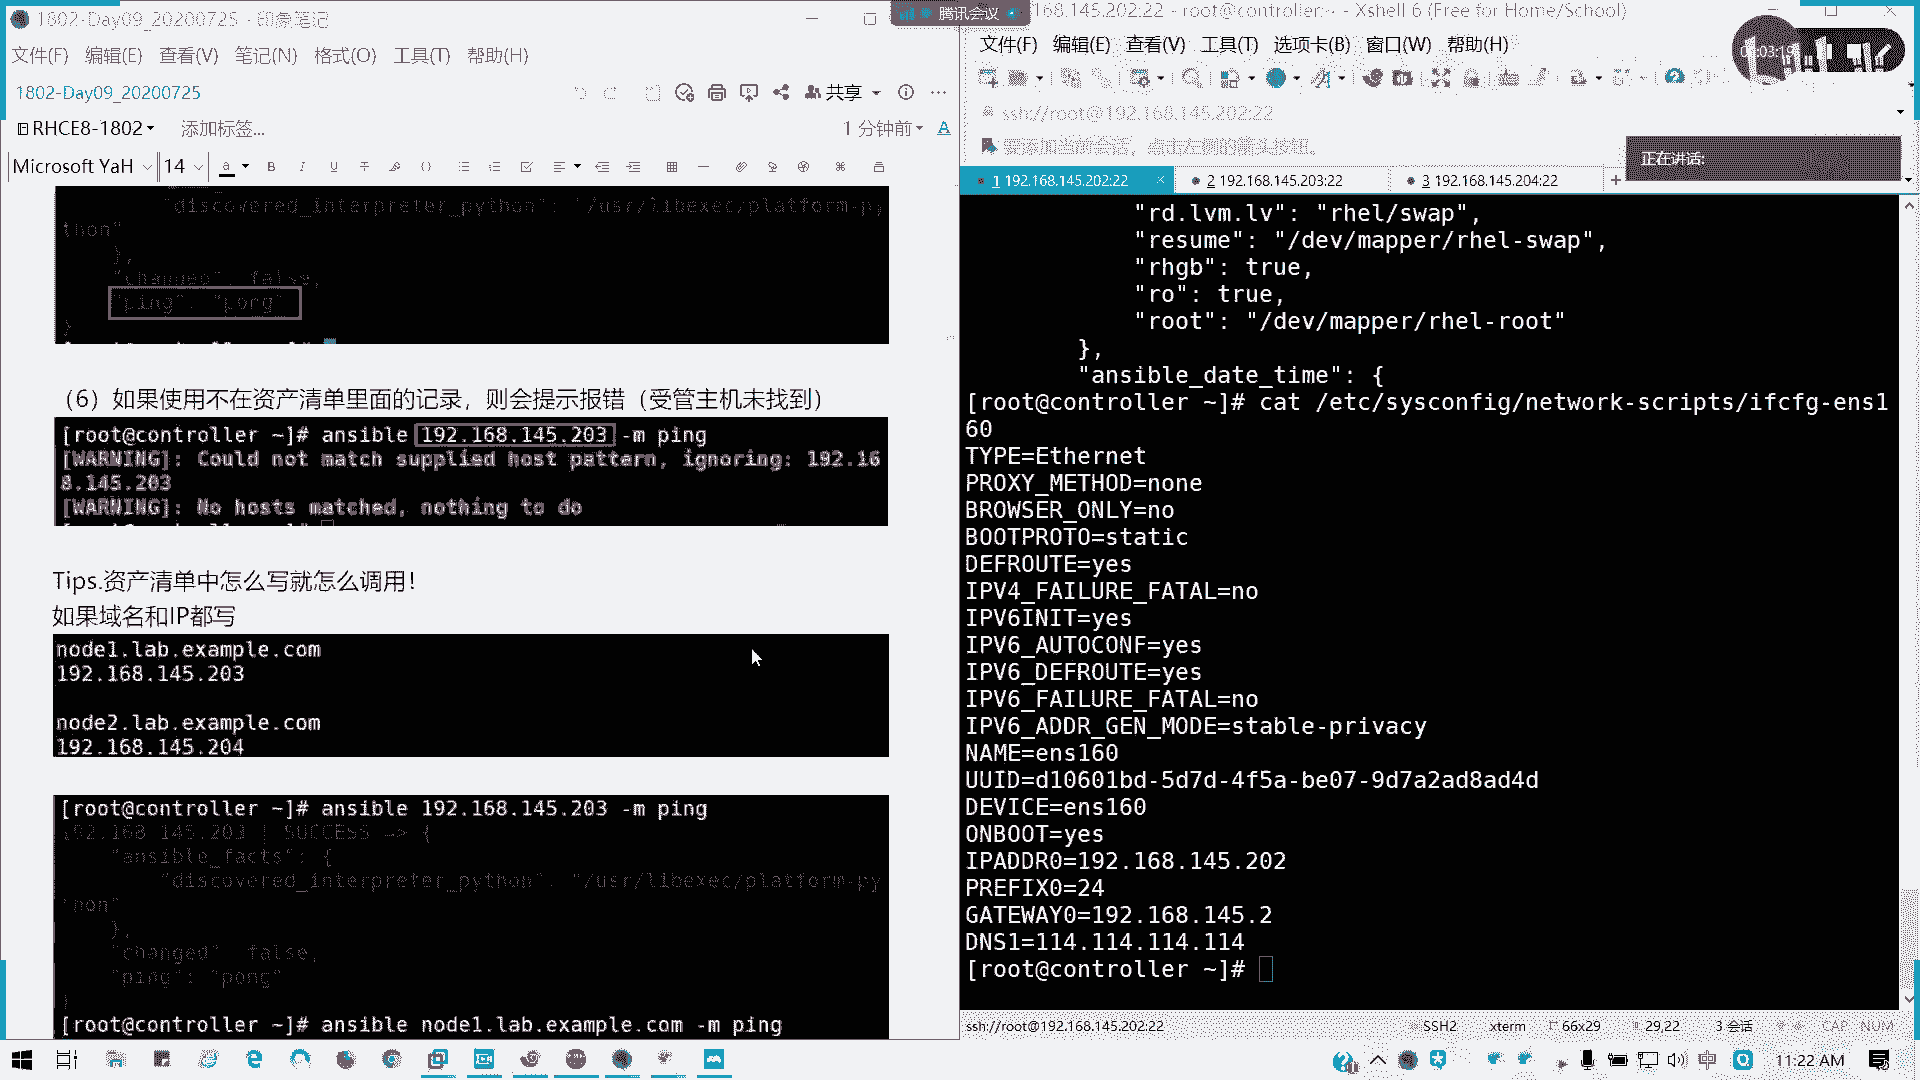 1802-Day09_20200725 - 印象笔记
文件(F) 编辑(E) 查看(V) 笔记(N) 格式(O) 工具(T) 帮助(H)
1802-Day09_20200725
共享
RHCE8-1802 添加标签...
1 分钟前
Microsoft YaH 14
"discovered_interpreter_python": "/usr/libexec/platform-py
thon"
},
"changed": false,
"ping": "pong"
}
（6）如果使用不在资产清单里面的记录，则会提示报错（受管主机未找到）
[root@controller ~]# ansible 192.168.145.203 -m ping
[WARNING]: Could not match supplied host pattern, ignoring: 192.16
8.145.203
[WARNING]: No hosts matched, nothing to do
Tips.资产清单中怎么写就怎么调用！
如果域名和IP都写
node1.lab.example.com
192.168.145.203
node2.lab.example.com
192.168.145.204
[root@controller ~]# ansible 192.168.145.203 -m ping
192.168.145.203 | SUCCESS => {
"ansible_facts": {
"discovered_interpreter_python": "/usr/libexec/platform-py
thon"
},
"changed": false,
"ping": "pong"
}
[root@controller ~]# ansible node1.lab.example.com -m ping
腾讯会议
168.145.202:22 - root@controller:~ - Xshell 6 (Free for Home/School)
文件(F) 编辑(E) 查看(V) 工具(T) 选项卡(B) 窗口(W) 帮助(H)
ssh://root@192.168.145.202:22
要添加当前会话，点击左侧的箭头按钮。
正在讲话:
1 192.168.145.202:22
2 192.168.145.203:22
3 192.168.145.204:22
"rd.lvm.lv": "rhel/swap",
"resume": "/dev/mapper/rhel-swap",
"rhgb": true,
"ro": true,
"root": "/dev/mapper/rhel-root"
},
"ansible_date_time": {
[root@controller ~]# cat /etc/sysconfig/network-scripts/ifcfg-ens1
60
TYPE=Ethernet
PROXY_METHOD=none
BROWSER_ONLY=no
BOOTPROTO=static
DEFROUTE=yes
IPV4_FAILURE_FATAL=no
IPV6INIT=yes
IPV6_AUTOCONF=yes
IPV6_DEFROUTE=yes
IPV6_FAILURE_FATAL=no
IPV6_ADDR_GEN_MODE=stable-privacy
NAME=ens160
UUID=d10601bd-5d7d-4f5a-be07-9d7a2ad8ad4d
DEVICE=ens160
ONBOOT=yes
IPADDR0=192.168.145.202
PREFIX0=24
GATEWAY0=192.168.145.2
DNS1=114.114.114.114
[root@controller ~]#
ssh://root@192.168.145.202:22
SSH2 xterm 66x29 29,22 3 会话 CAP NUM
中
11:22 AM